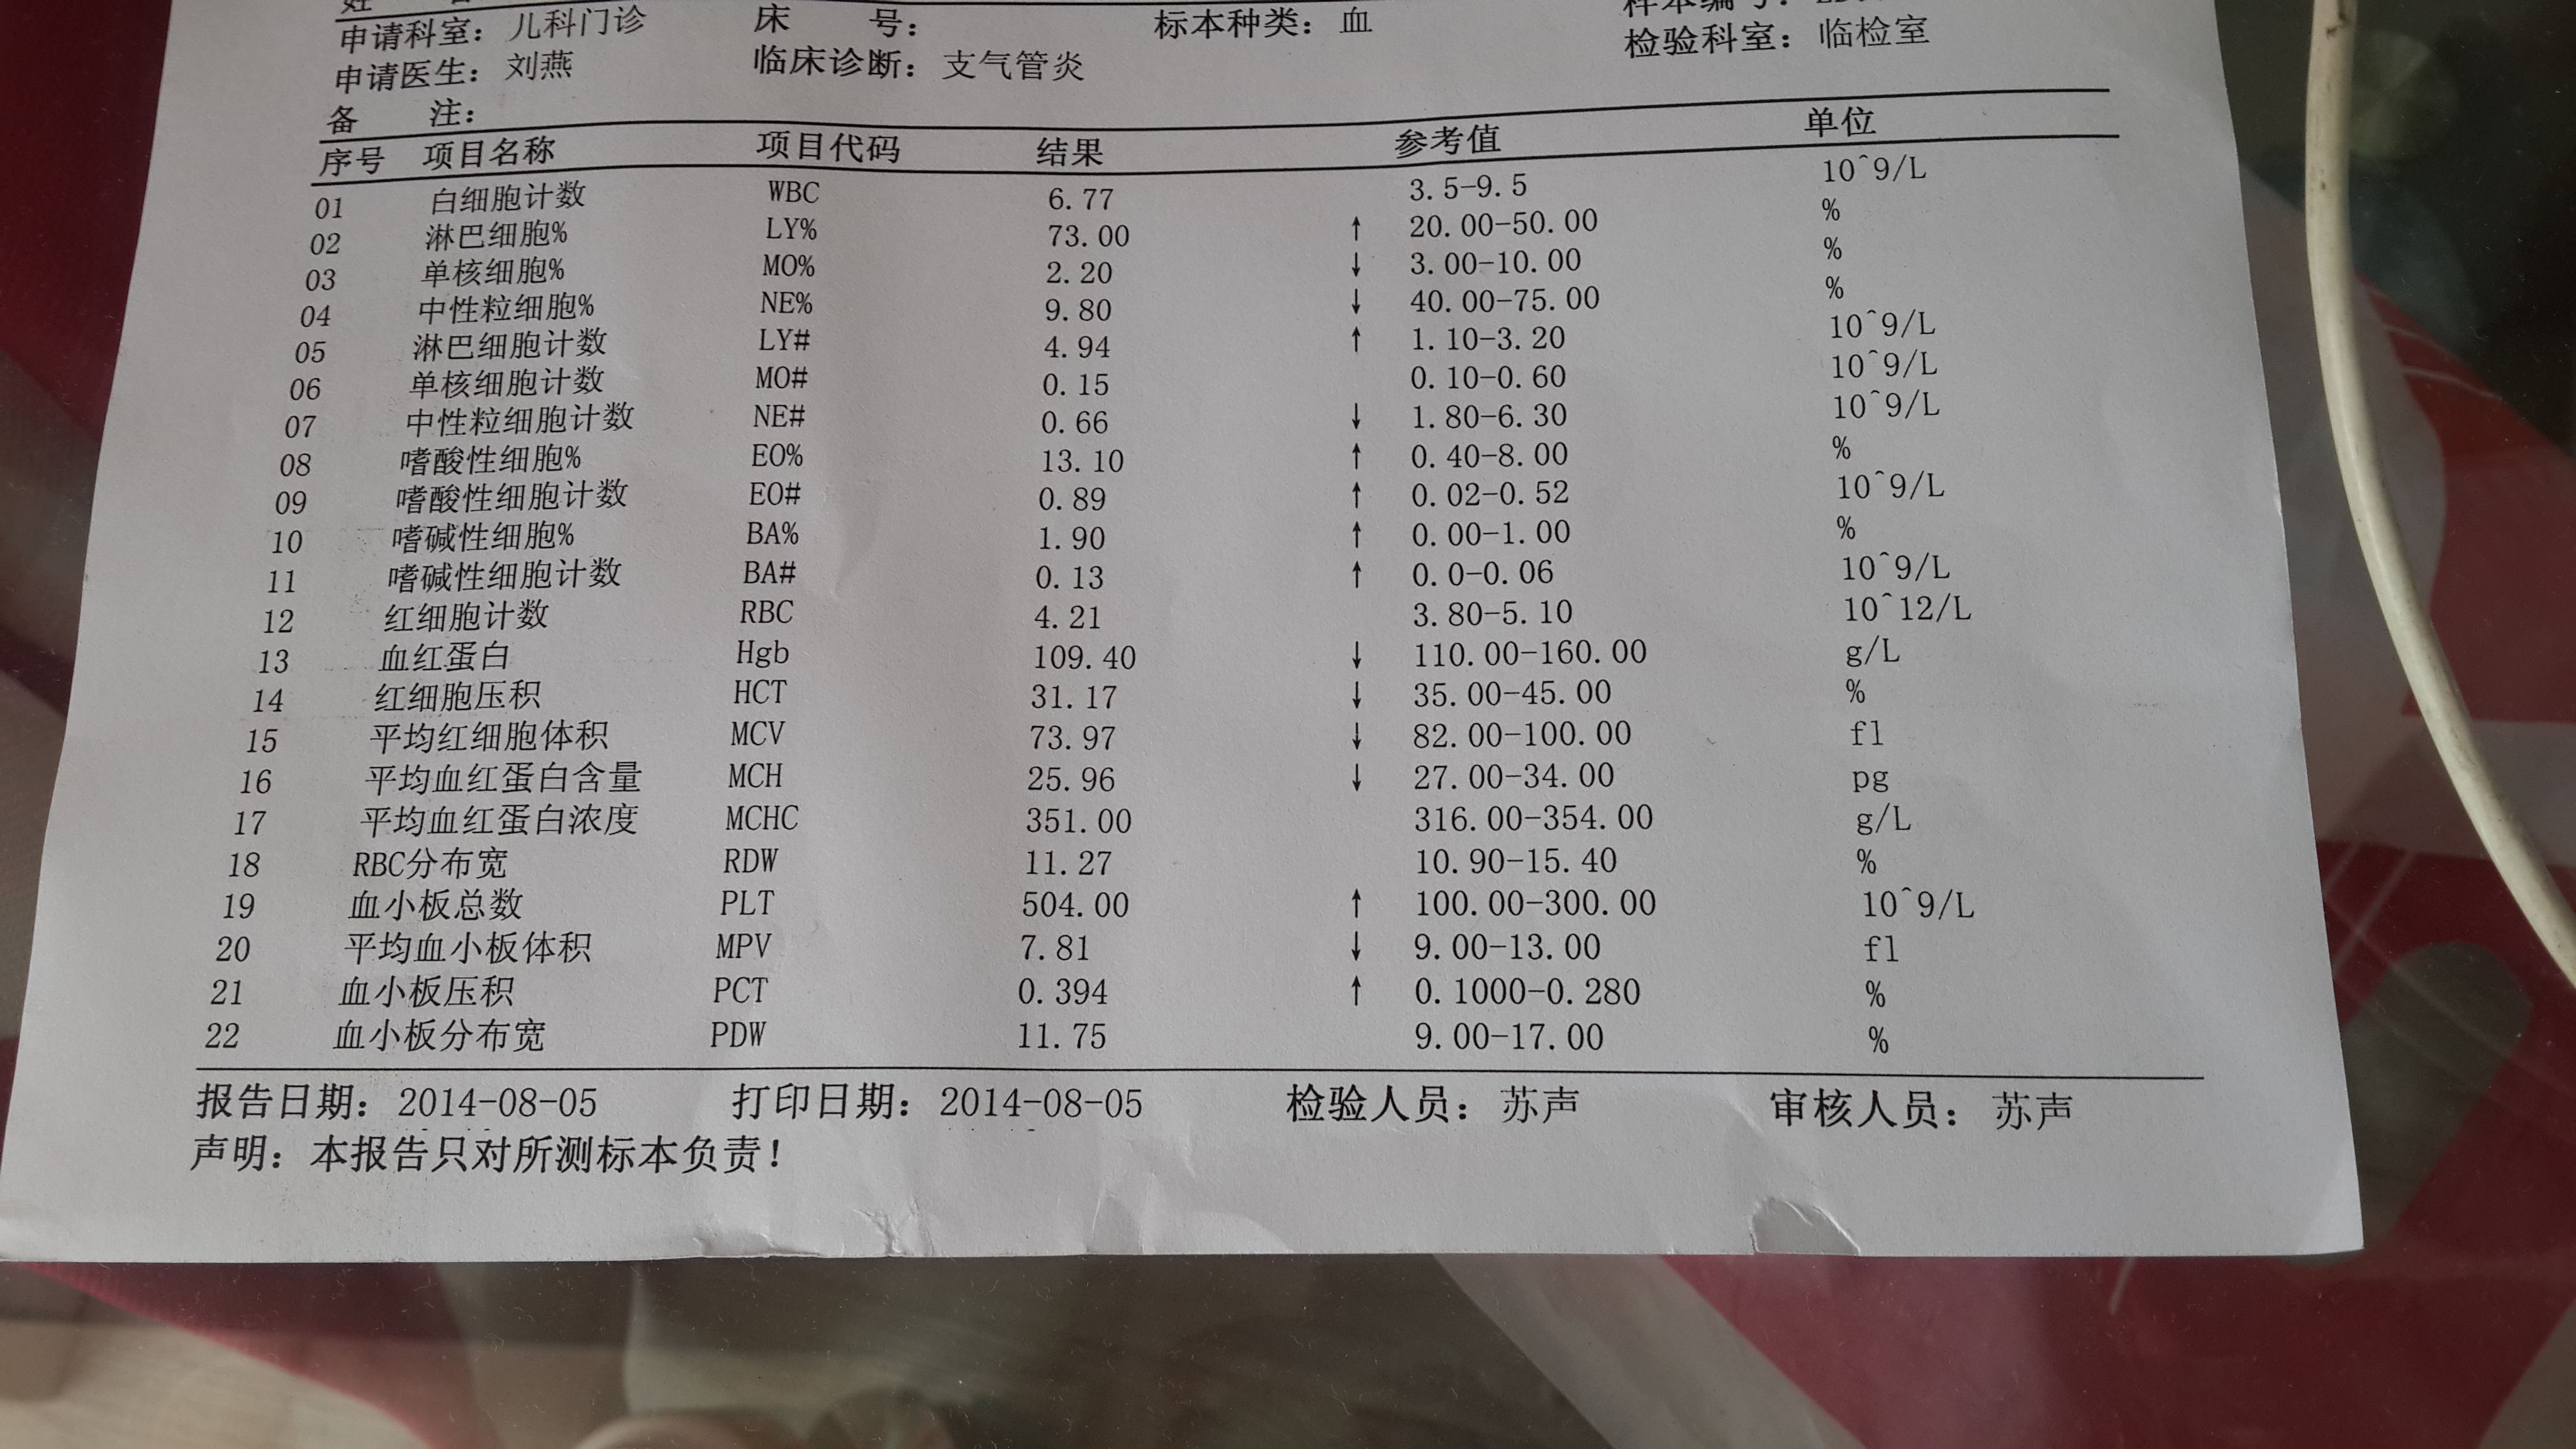 申请科室：儿科门诊 床 号： 标本种类：血 检验科室：临检室
申请医生：刘燕 临床诊断：支气管炎
备 注：
序号 项目名称 项目代码 结果 参考值 单位
01 白细胞计数 WBC 6.77 3.5-9.5 10^9/L
02 淋巴细胞% LY% 73.00 ↑ 20.00-50.00 %
03 单核细胞% MO% 2.20 ↓ 3.00-10.00 %
04 中性粒细胞% NE% 9.80 ↓ 40.00-75.00 %
05 淋巴细胞计数 LY# 4.94 ↑ 1.10-3.20 10^9/L
06 单核细胞计数 MO# 0.15 0.10-0.60 10^9/L
07 中性粒细胞计数 NE# 0.66 ↓ 1.80-6.30 10^9/L
08 嗜酸性细胞% EO% 13.10 ↑ 0.40-8.00 %
09 嗜酸性细胞计数 EO# 0.89 ↑ 0.02-0.52 10^9/L
10 嗜碱性细胞% BA% 1.90 ↑ 0.00-1.00 %
11 嗜碱性细胞计数 BA# 0.13 ↑ 0.0-0.06 10^9/L
12 红细胞计数 RBC 4.21 3.80-5.10 10^12/L
13 血红蛋白 Hgb 109.40 ↓ 110.00-160.00 g/L
14 红细胞压积 HCT 31.17 ↓ 35.00-45.00 %
15 平均红细胞体积 MCV 73.97 ↓ 82.00-100.00 fl
16 平均血红蛋白含量 MCH 25.96 ↓ 27.00-34.00 pg
17 平均血红蛋白浓度 MCHC 351.00 316.00-354.00 g/L
18 RBC分布宽 RDW 11.27 10.90-15.40 %
19 血小板总数 PLT 504.00 ↑ 100.00-300.00 10^9/L
20 平均血小板体积 MPV 7.81 ↓ 9.00-13.00 fl
21 血小板压积 PCT 0.394 ↑ 0.1000-0.280 %
22 血小板分布宽 PDW 11.75 9.00-17.00 %
报告日期：2014-08-05 打印日期：2014-08-05 检验人员：苏声 审核人员：苏声
声明：本报告只对所测标本负责！